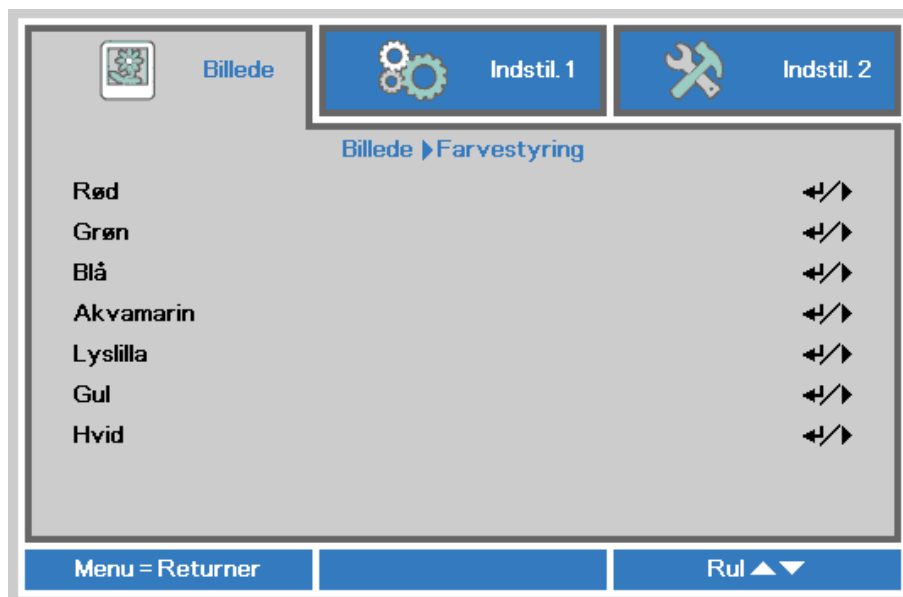 Billede
Indstil. 1
Indstil. 2
Billede ▶Farvestyring
Rød ↵/▶
Grøn ↵/▶
Blå ↵/▶
Akvamarin ↵/▶
Lyslilla ↵/▶
Gul ↵/▶
Hvid ↵/▶
Menu = Returner
Rul ▲▼